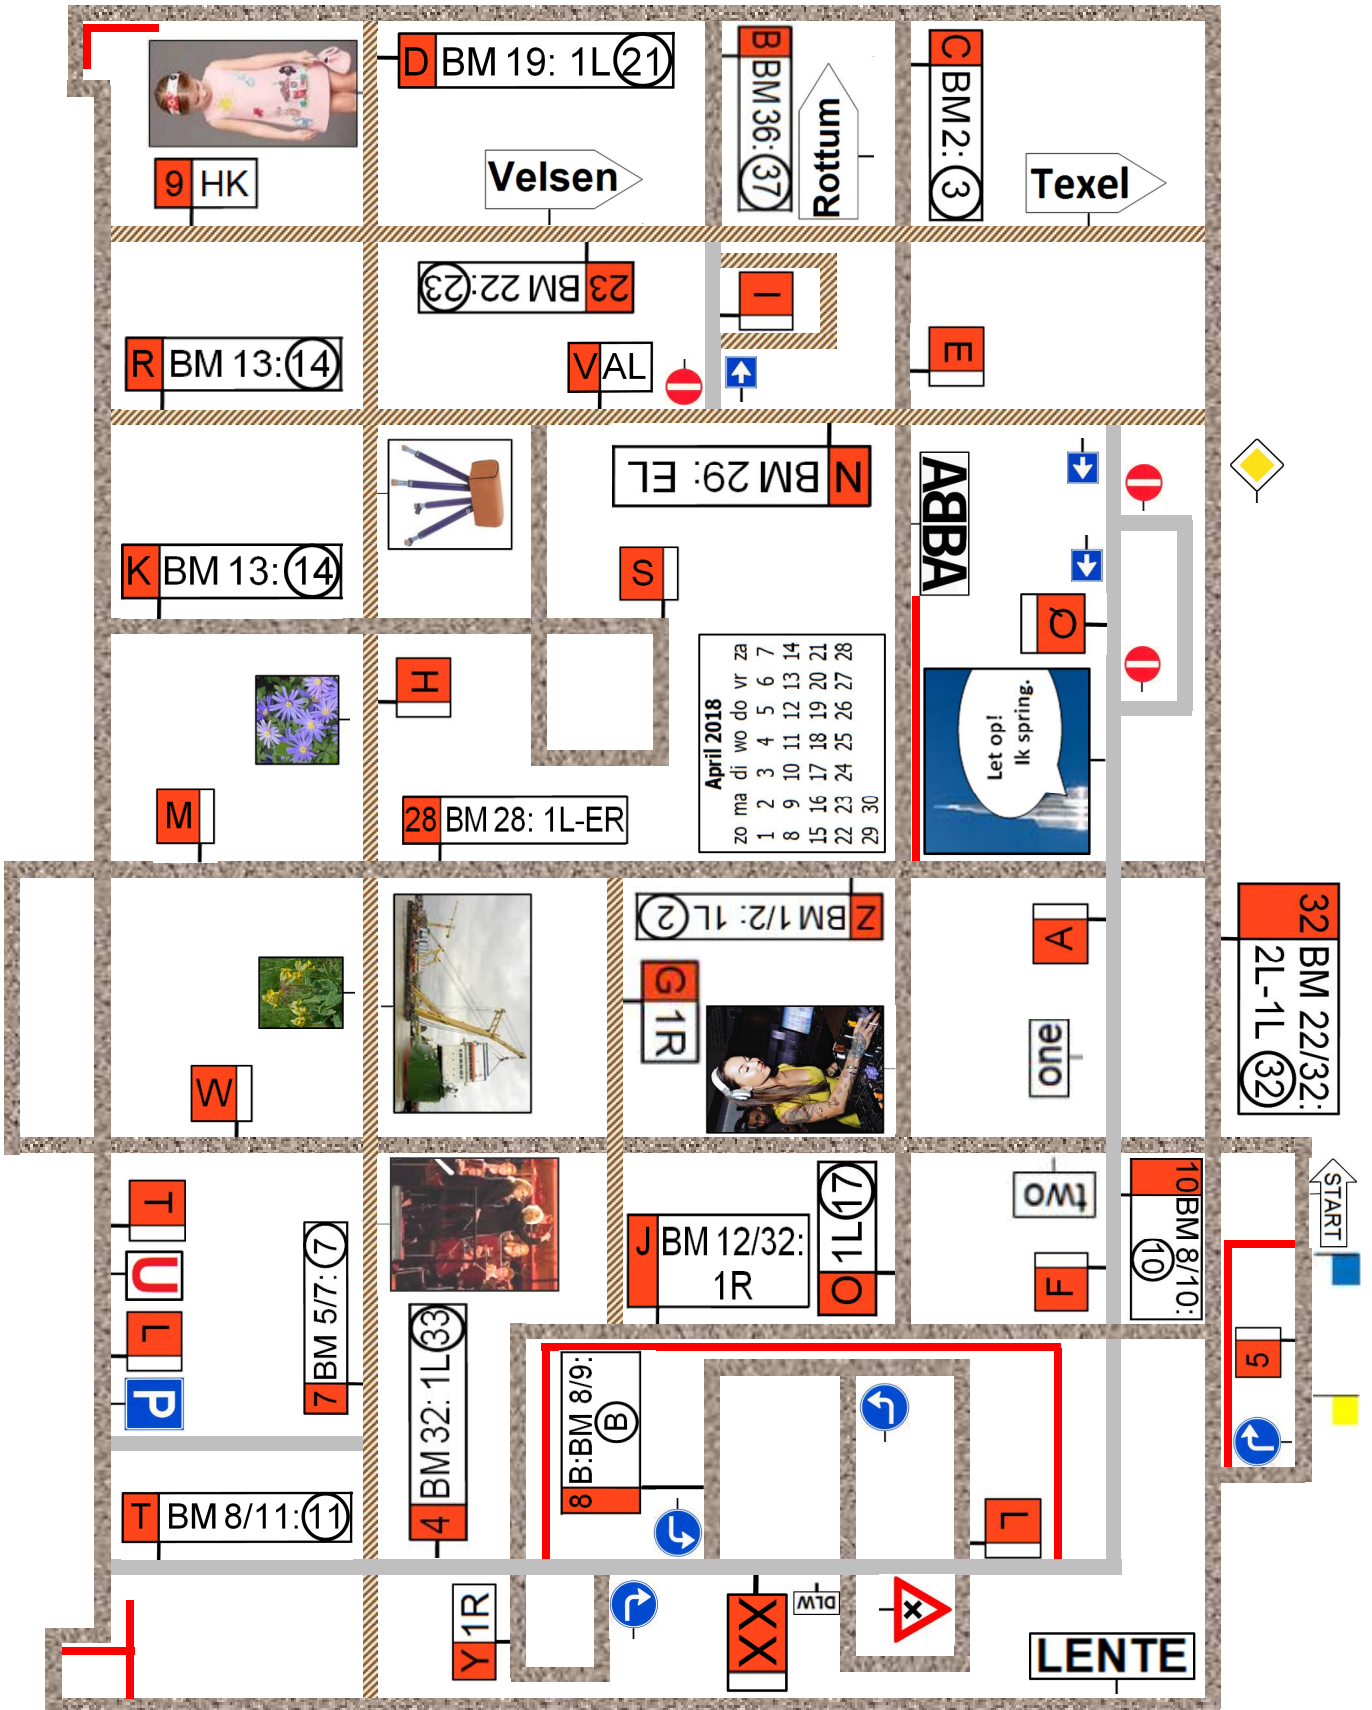 D BM 19: 1L 21
B BM 36: 37
Rottum
C BM 2: 3
Texel
Velsen
9 HK
23 BM 22: 23
I
E
R BM 13: 14
V AL
N BM 29: EL
ABBA
K BM 13: 14
S
Q
H
April 2018
zo ma di wo do vr za
1 2 3 4 5 6 7
8 9 10 11 12 13 14
15 16 17 18 19 20 21
22 23 24 25 26 27 28
29 30
Let op!
Ik spring.
M
28 BM 28: 1L-ER
Z BM 1/2: 1L 2
G 1R
A
one
32 BM 22/32:
2L-1L 32
W
T
U
L
P
7 BM 5/7: 7
J BM 12/32:
1R
O 1L 17
two
F
10 BM 8/10:
10
START
5
4 BM 32: 1L 33
8 B:BM 8/9:
B
L
T BM 8/11: 11
Y 1R
XX
DLW
LENTE